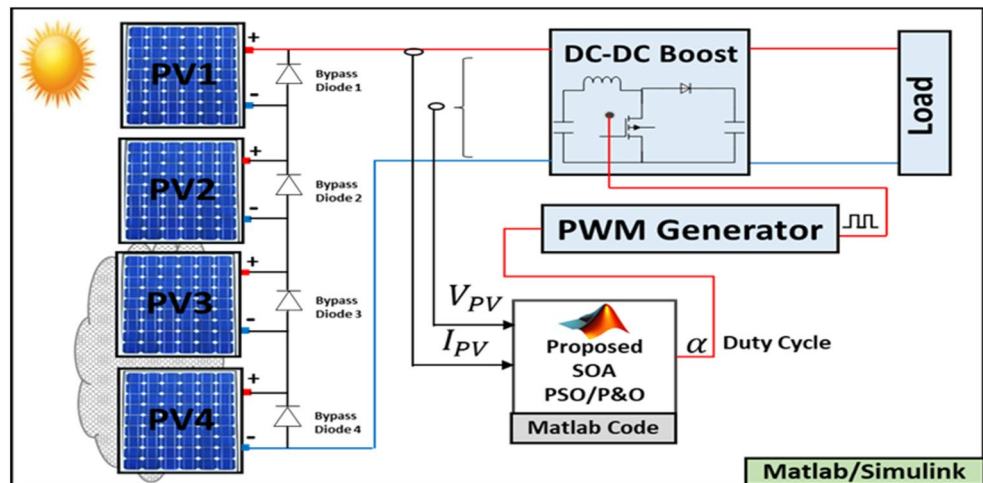 PV1
+
-
Bypass
Diode 1
PV2
+
-
Bypass
Diode 2
PV3
+
-
Bypass
Diode 3
PV4
+
-
Bypass
Diode 4
DC-DC Boost
Load
PWM Generator
V_PV
I_PV
Proposed
SOA
PSO/P&O
Matlab Code
α Duty Cycle
Matlab/Simulink